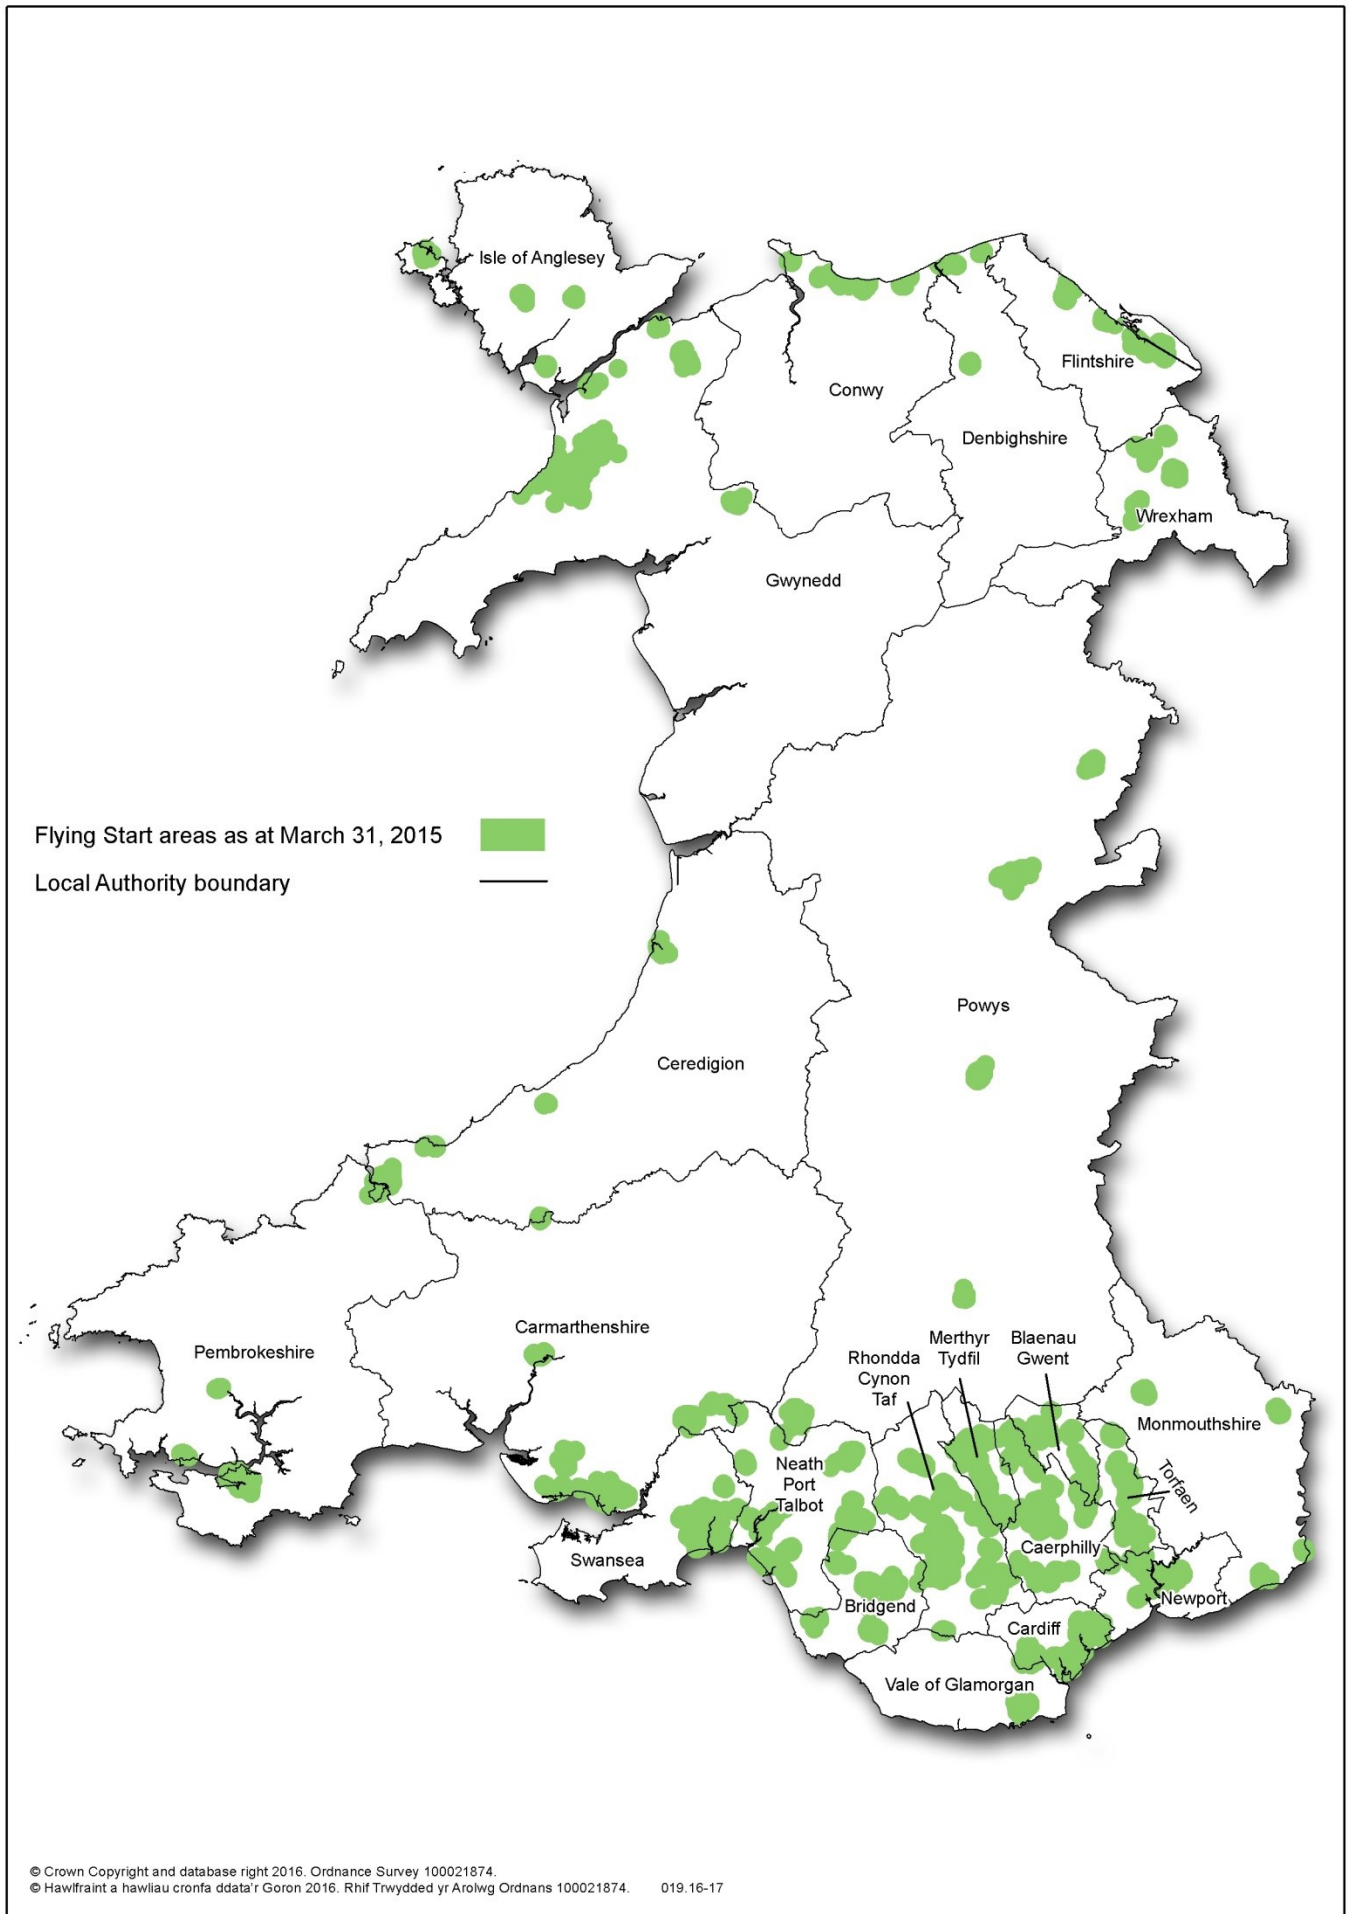 Isle of Anglesey
Flintshire
Conwy
Denbighshire
Wrexham
Gwynedd
Flying Start areas as at March 31, 2015
Local Authority boundary
Powys
Ceredigion
Carmarthenshire
Pembrokeshire
Merthyr
Tydfil
Blaenau
Gwent
Rhondda
Cynon
Taf
Monmouthshire
Neath
Port
Talbot
Torfaen
Swansea
Caerphilly
Bridgend
Newport
Cardiff
Vale of Glamorgan
© Crown Copyright and database right 2016. Ordnance Survey 100021874.
© Hawlfraint a hawliau cronfa ddata'r Goron 2016. Rhif Trwydded yr Arolwg Ordnans 100021874. 019.16-17